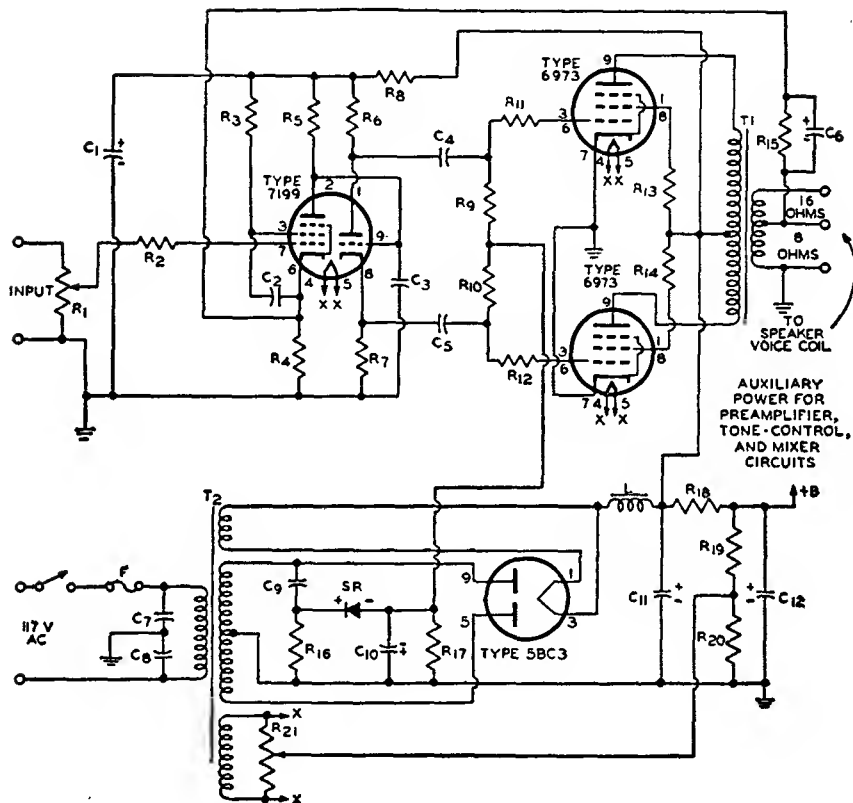 TYPE
6973
9
R8
R3
R5
R6
R11
3
6
1
8
C1
+
-
C4
7
4
5
XX
T1
R15
+
-
C6
2
1
TYPE
7199
R13
R9
3
7
9
16
OHMS
8
OHMS
R2
6
4
5
8
X X
TYPE
6973
R14
INPUT
R1
C2
C3
R10
9
R4
R7
C5
3
6
1
8
R12
7
4
5
X X
TO
SPEAKER
VOICE COIL
AUXILIARY
POWER FOR
PREAMPLIFIER,
TONE-CONTROL,
AND MIXER
CIRCUITS
T2
L
R18
+B
R19
F
C9
9
1
SR
+
-
C7
117 V
AC
C8
R16
C10
-
+
R17
5
3
TYPE 5BC3
C11
+
-
R20
+
-
C12
X
R21
X